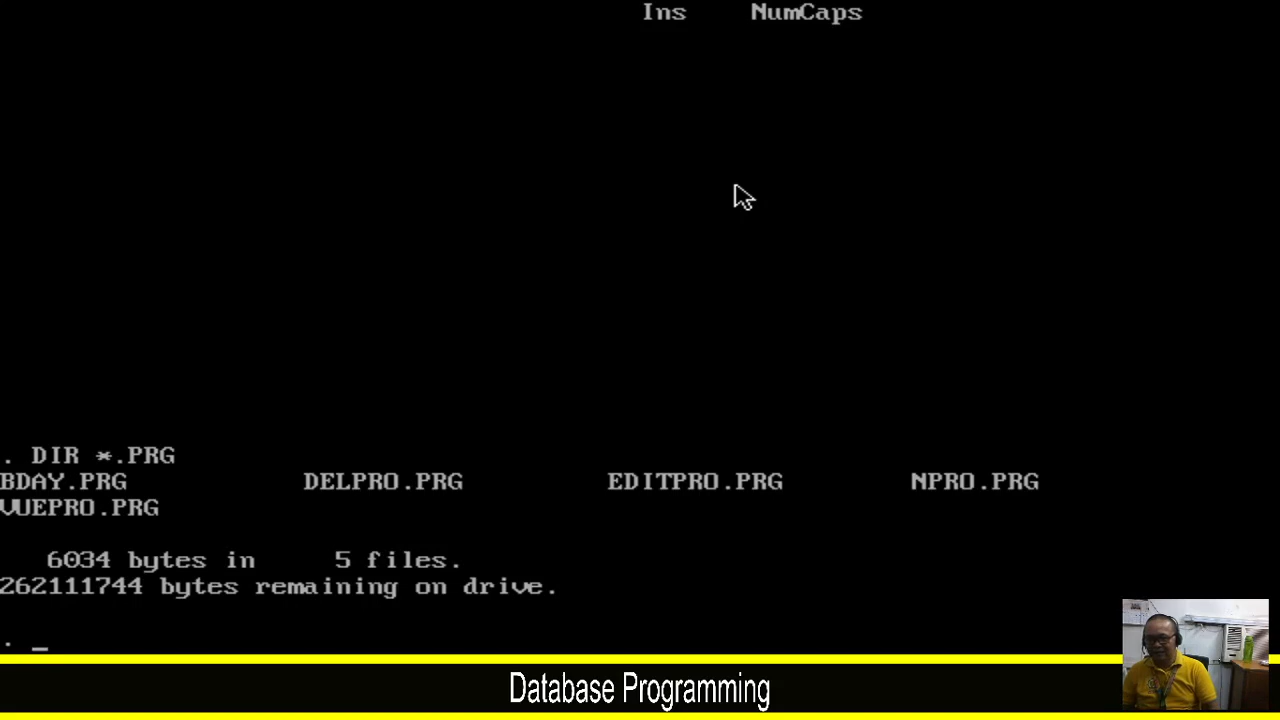 Ins NumCaps
. DIR *.PRG
BDAY.PRG DELPRO.PRG EDITPRO.PRG NPRO.PRG
VUEPRO.PRG
6034 bytes in 5 files.
262111744 bytes remaining on drive.
. _
Database Programming